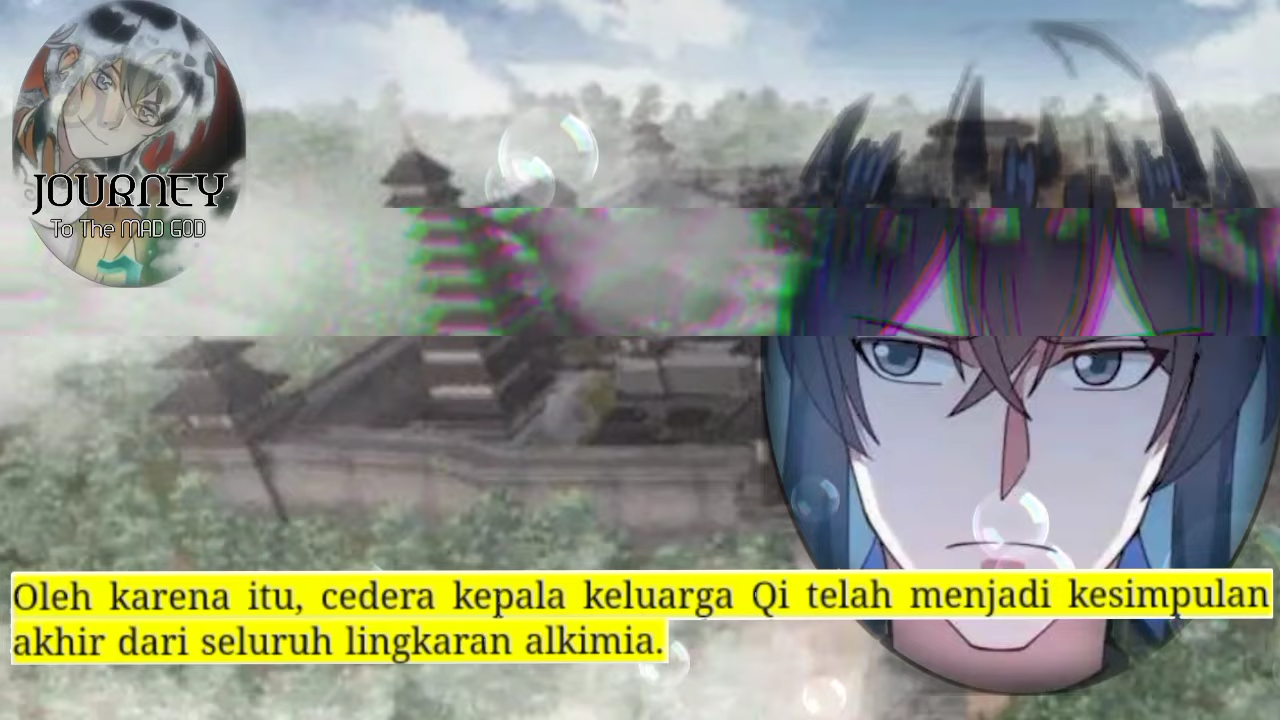 JOURNEY
To The MAD GOD
Oleh karena itu, cedera kepala keluarga Qi telah menjadi kesimpulan
akhir dari seluruh lingkaran alkimia.